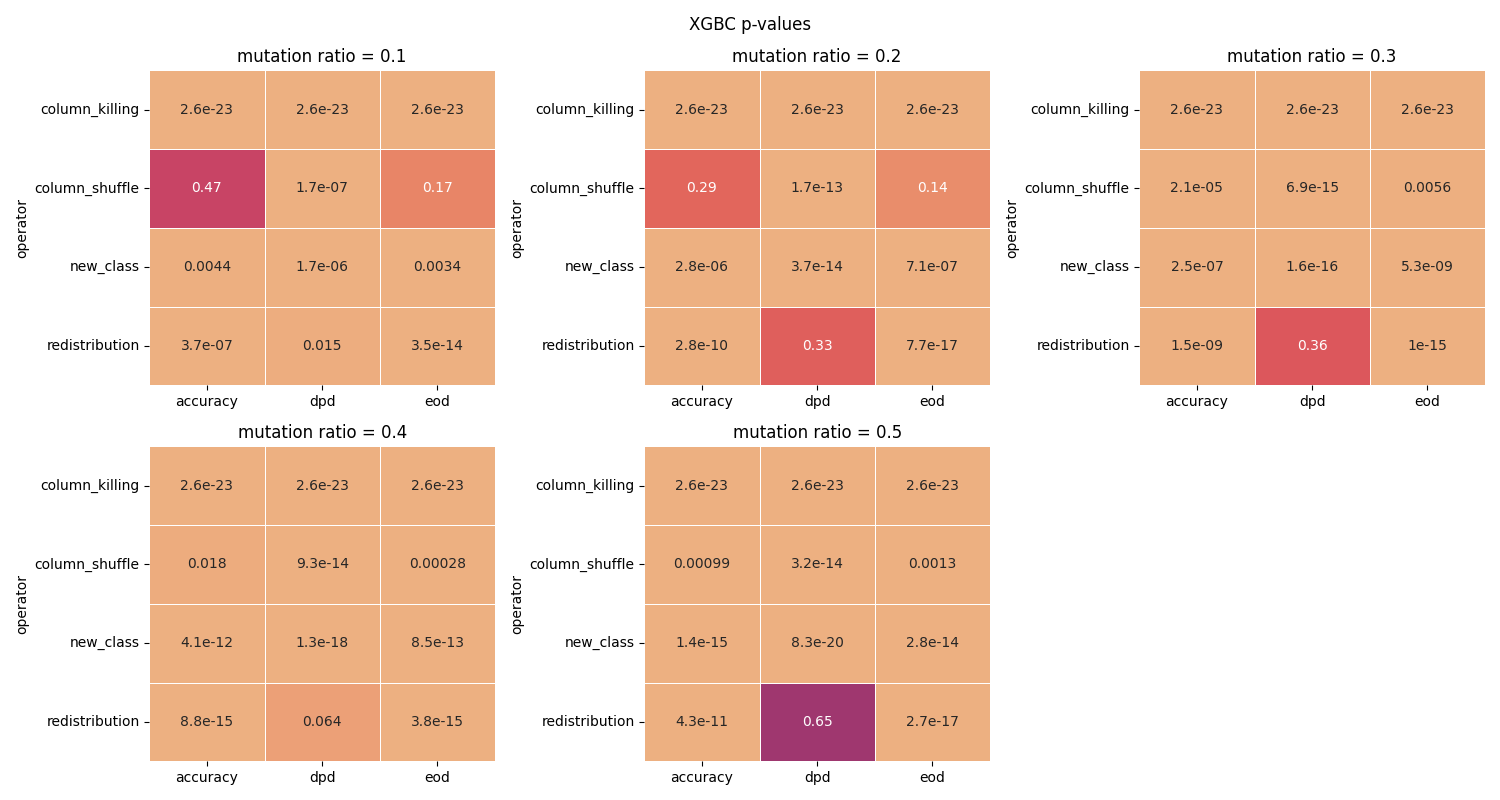 XGBC p-values
mutation ratio = 0.1
operator
column_killing 2.6e-23 2.6e-23 2.6e-23
column_shuffle 0.47 1.7e-07 0.17
new_class 0.0044 1.7e-06 0.0034
redistribution 3.7e-07 0.015 3.5e-14
accuracy dpd eod
mutation ratio = 0.2
operator
column_killing 2.6e-23 2.6e-23 2.6e-23
column_shuffle 0.29 1.7e-13 0.14
new_class 2.8e-06 3.7e-14 7.1e-07
redistribution 2.8e-10 0.33 7.7e-17
accuracy dpd eod
mutation ratio = 0.3
operator
column_killing 2.6e-23 2.6e-23 2.6e-23
column_shuffle 2.1e-05 6.9e-15 0.0056
new_class 2.5e-07 1.6e-16 5.3e-09
redistribution 1.5e-09 0.36 1e-15
accuracy dpd eod
mutation ratio = 0.4
operator
column_killing 2.6e-23 2.6e-23 2.6e-23
column_shuffle 0.018 9.3e-14 0.00028
new_class 4.1e-12 1.3e-18 8.5e-13
redistribution 8.8e-15 0.064 3.8e-15
accuracy dpd eod
mutation ratio = 0.5
operator
column_killing 2.6e-23 2.6e-23 2.6e-23
column_shuffle 0.00099 3.2e-14 0.0013
new_class 1.4e-15 8.3e-20 2.8e-14
redistribution 4.3e-11 0.65 2.7e-17
accuracy dpd eod